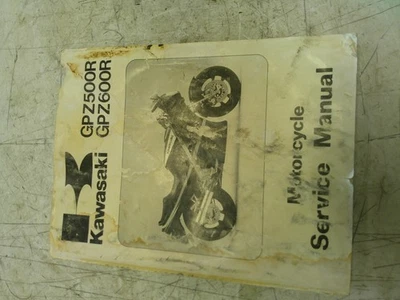 Kawasaki
GPZ500R
GPZ600R
Motorcycle
Service Manual